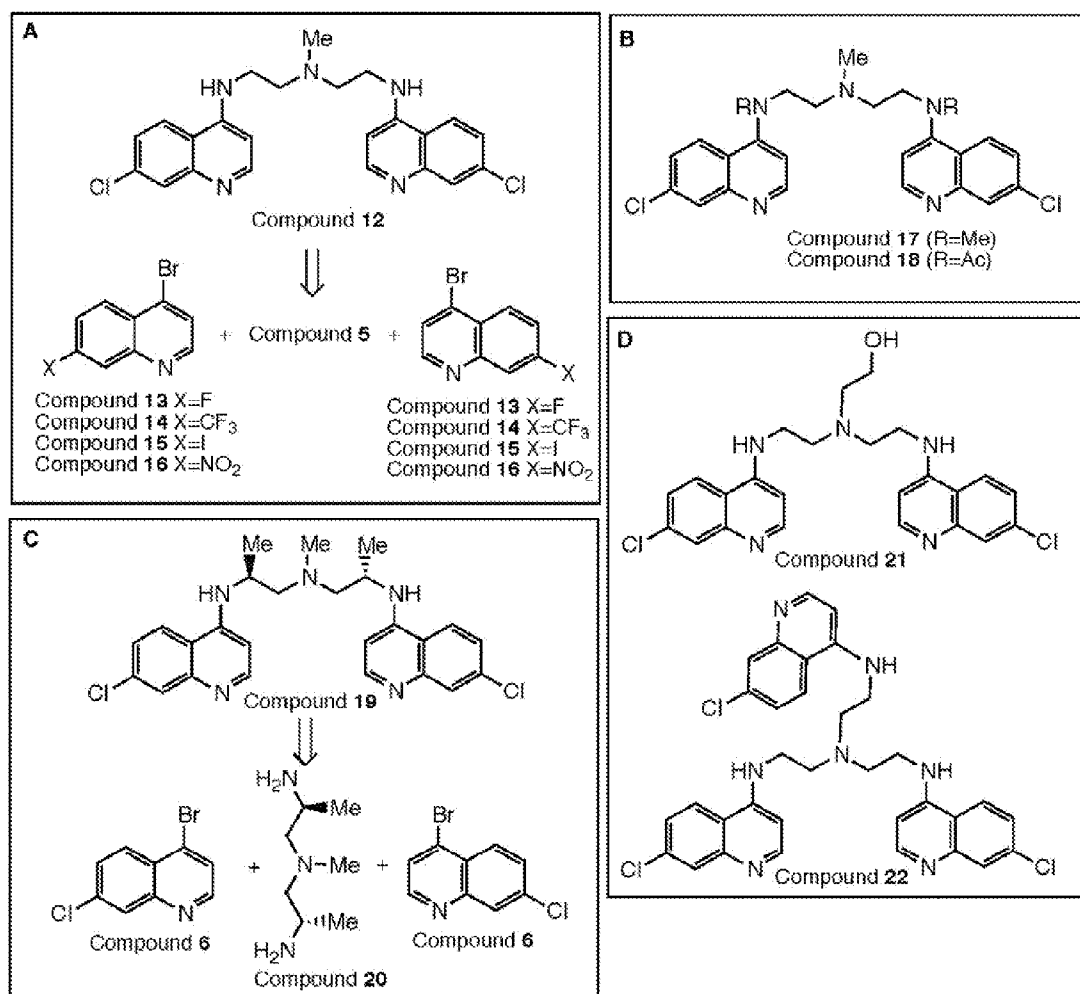 A
Me
HN N NH
Cl N N Cl
Compound 12
Br Br
+ Compound 5 +
X N N X
Compound 13 X=F
Compound 14 X=CF3
Compound 15 X=I
Compound 16 X=NO2
Compound 13 X=F
Compound 14 X=CF3
Compound 15 X=I
Compound 16 X=NO2
B
Me
RN N NR
Cl N N Cl
Compound 17 (R=Me)
Compound 18 (R=Ac)
C
Me Me Me
HN N NH
Cl N N Cl
Compound 19
H2N
Me
Br Br
+ N-Me +
Cl N N Cl
Me
Compound 6
H2N
Compound 6
Compound 20
D
OH
HN N NH
Cl N N Cl
Compound 21
N
NH
Cl
HN N NH
Cl N N Cl
Compound 22